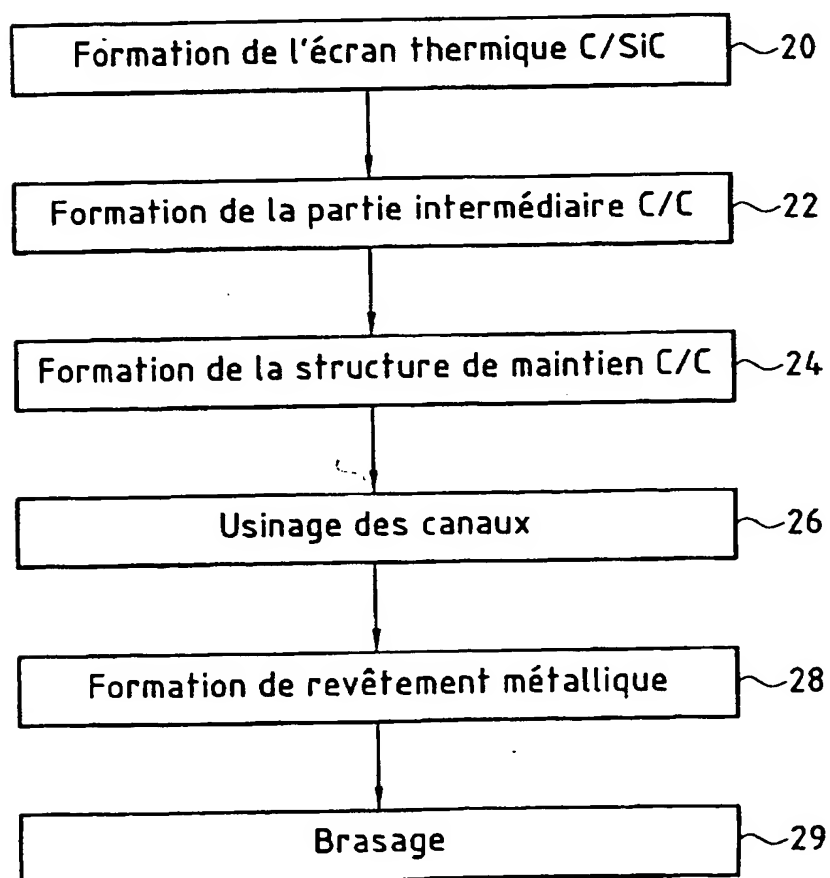 Formation de l'écran thermique C/SiC 20
Formation de la partie intermédiaire C/C 22
Formation de la structure de maintien C/C 24
Usinage des canaux 26
Formation de revêtement métallique 28
Brasage 29